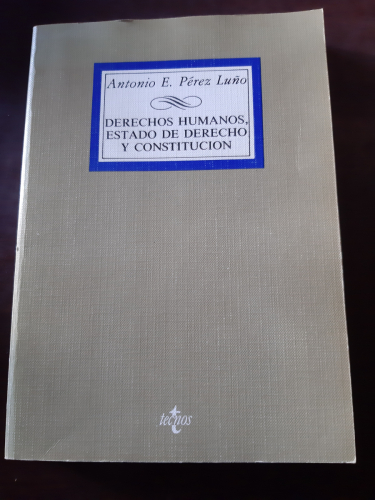 Antonio E. Pérez Luño
DERECHOS HUMANOS,
ESTADO DE DERECHO
Y CONSTITUCION
tecnos